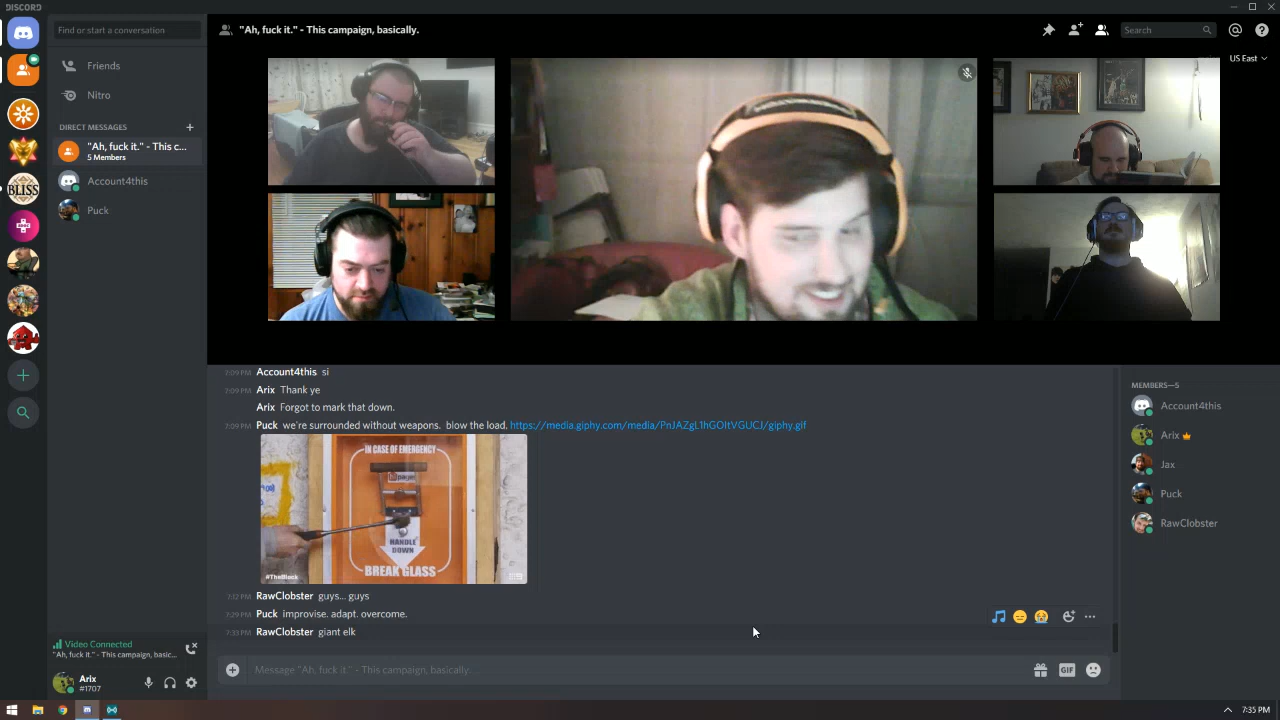 DISCORD
Find or start a conversation
"Ah, fuck it." - This campaign, basically.
Search
US East
Friends
Nitro
DIRECT MESSAGES
"Ah, fuck it." - This c...
5 Members
Account4this
Puck
BLISS
7:09 PM Account4this si
7:09 PM Arix Thank ye
Arix Forgot to mark that down.
7:09 PM Puck we're surrounded without weapons. blow the load, https://media.giphy.com/media/PnJAZgL1hGOItVGUCJ/giphy.gif
IN CASE OF EMERGENCY
HANDLE
DOWN
BREAK GLASS
7:12 PM RawClobster guys... guys
7:29 PM Puck improvise. adapt. overcome.
7:33 PM RawClobster giant elk
Message "Ah, fuck it." - This campaign, basically.
GIF
MEMBERS—5
Account4this
Arix
Jax
Puck
RawClobster
Video Connected
"Ah, fuck it." - This campaign, basic...
Arix
#1707
7:35 PM